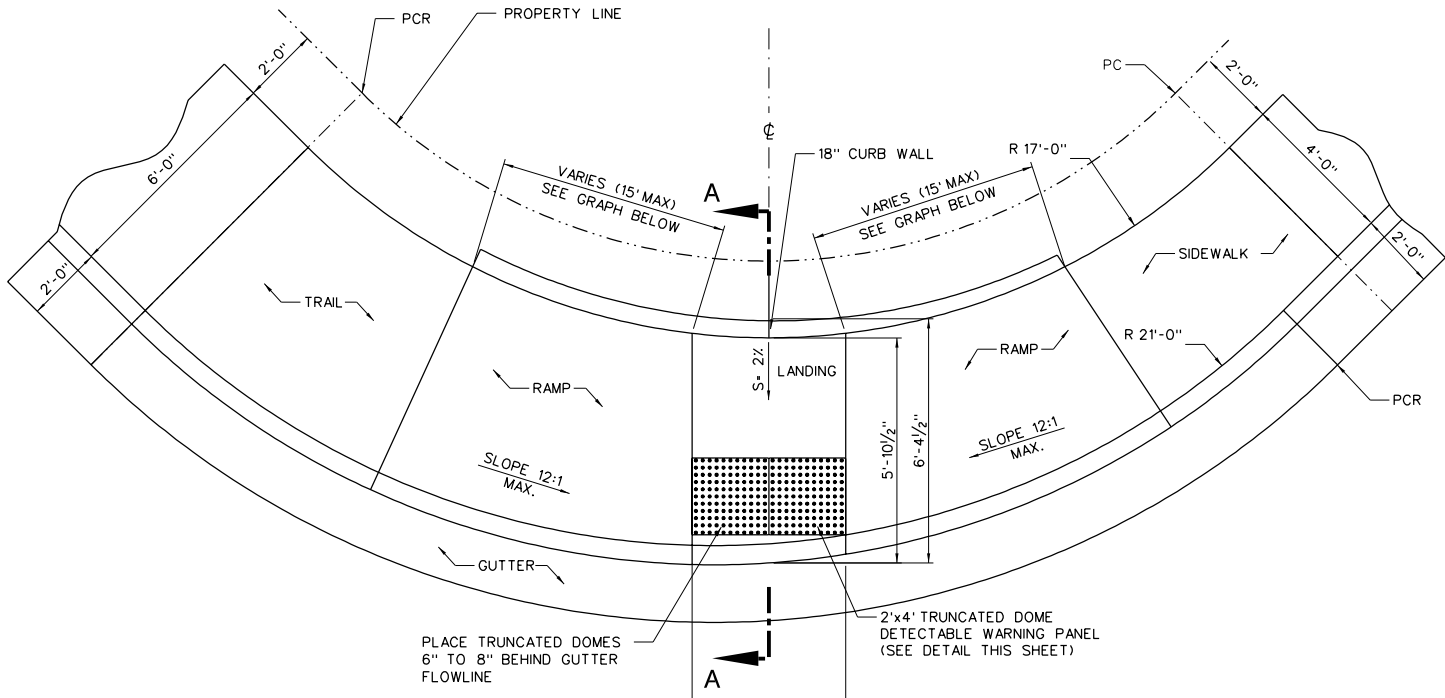 PCR
PROPERTY LINE
2'-0"
PC
2'-0"
℄
18" CURB WALL
R 17'-0"
6'-0"
VARIES (15' MAX)
SEE GRAPH BELOW
A
VARIES (15' MAX)
SEE GRAPH BELOW
4'-0"
SIDEWALK
2'-0"
2'-0"
TRAIL
RAMP
S= 2%
LANDING
RAMP
R 21'-0"
PCR
SLOPE 12:1
MAX.
5'-10½"
6'-4½"
SLOPE 12:1
MAX.
GUTTER
PLACE TRUNCATED DOMES
6" TO 8" BEHIND GUTTER
FLOWLINE
A
2'x4' TRUNCATED DOME
DETECTABLE WARNING PANEL
(SEE DETAIL THIS SHEET)